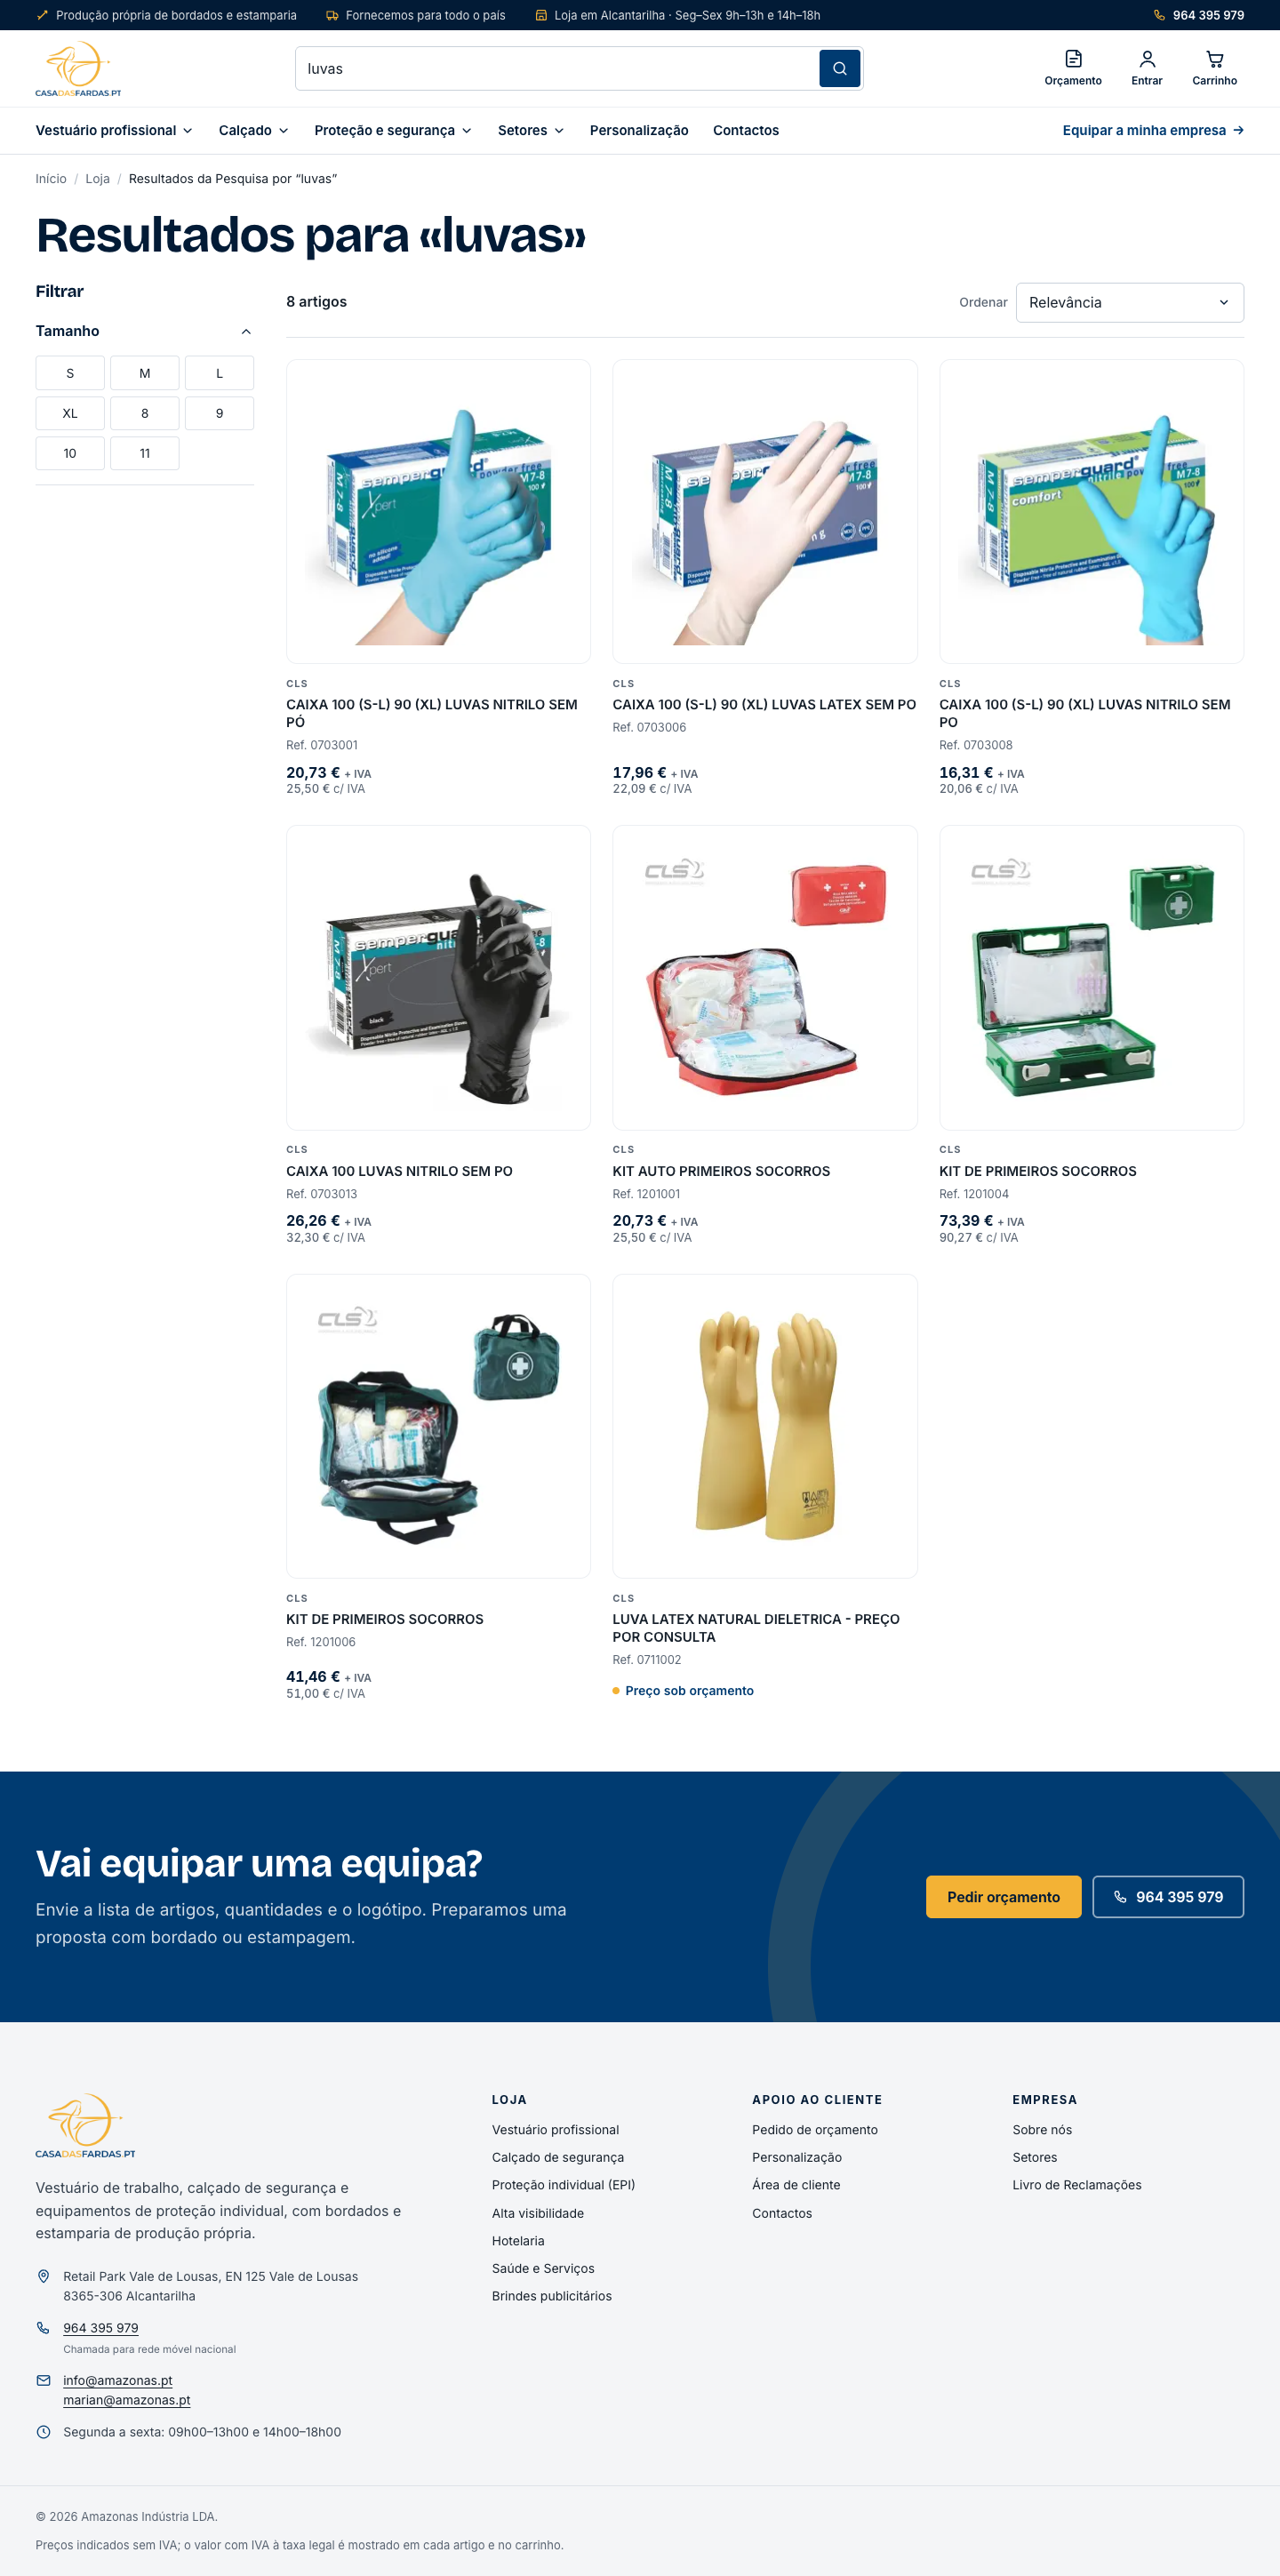 Produção própria de bordados e estamparia
Fornecemos para todo o país
Loja em Alcantarilha · Seg–Sex 9h–13h e 14h–18h
964 395 979
CASADASFARDAS.PT
luvas
Orçamento
Entrar
Carrinho
Vestuário profissional
Calçado
Proteção e segurança
Setores
Personalização
Contactos
Equipar a minha empresa →
Início / Loja / Resultados da Pesquisa por “luvas”
Resultados para «luvas»
Filtrar
8 artigos
Ordenar
Relevância
Tamanho
S
M
L
XL
8
9
10
11
CLS
CAIXA 100 (S-L) 90 (XL) LUVAS NITRILO SEM
PÓ
Ref. 0703001
20,73 € + IVA
25,50 € c/ IVA
CLS
CAIXA 100 (S-L) 90 (XL) LUVAS LATEX SEM PO
Ref. 0703006
17,96 € + IVA
22,09 € c/ IVA
CLS
CAIXA 100 (S-L) 90 (XL) LUVAS NITRILO SEM
PO
Ref. 0703008
16,31 € + IVA
20,06 € c/ IVA
CLS
CAIXA 100 LUVAS NITRILO SEM PO
Ref. 0703013
26,26 € + IVA
32,30 € c/ IVA
CLS
KIT AUTO PRIMEIROS SOCORROS
Ref. 1201001
20,73 € + IVA
25,50 € c/ IVA
CLS
KIT DE PRIMEIROS SOCORROS
Ref. 1201004
73,39 € + IVA
90,27 € c/ IVA
CLS
KIT DE PRIMEIROS SOCORROS
Ref. 1201006
41,46 € + IVA
51,00 € c/ IVA
CLS
LUVA LATEX NATURAL DIELETRICA - PREÇO
POR CONSULTA
Ref. 0711002
Preço sob orçamento
Vai equipar uma equipa?
Envie a lista de artigos, quantidades e o logótipo. Preparamos uma
proposta com bordado ou estampagem.
Pedir orçamento
964 395 979
CASADASFARDAS.PT
Vestuário de trabalho, calçado de segurança e
equipamentos de proteção individual, com bordados e
estamparia de produção própria.
Retail Park Vale de Lousas, EN 125 Vale de Lousas
8365-306 Alcantarilha
964 395 979
Chamada para rede móvel nacional
info@amazonas.pt
marian@amazonas.pt
Segunda a sexta: 09h00–13h00 e 14h00–18h00
LOJA
Vestuário profissional
Calçado de segurança
Proteção individual (EPI)
Alta visibilidade
Hotelaria
Saúde e Serviços
Brindes publicitários
APOIO AO CLIENTE
Pedido de orçamento
Personalização
Área de cliente
Contactos
EMPRESA
Sobre nós
Setores
Livro de Reclamações
© 2026 Amazonas Indústria LDA.
Preços indicados sem IVA; o valor com IVA à taxa legal é mostrado em cada artigo e no carrinho.